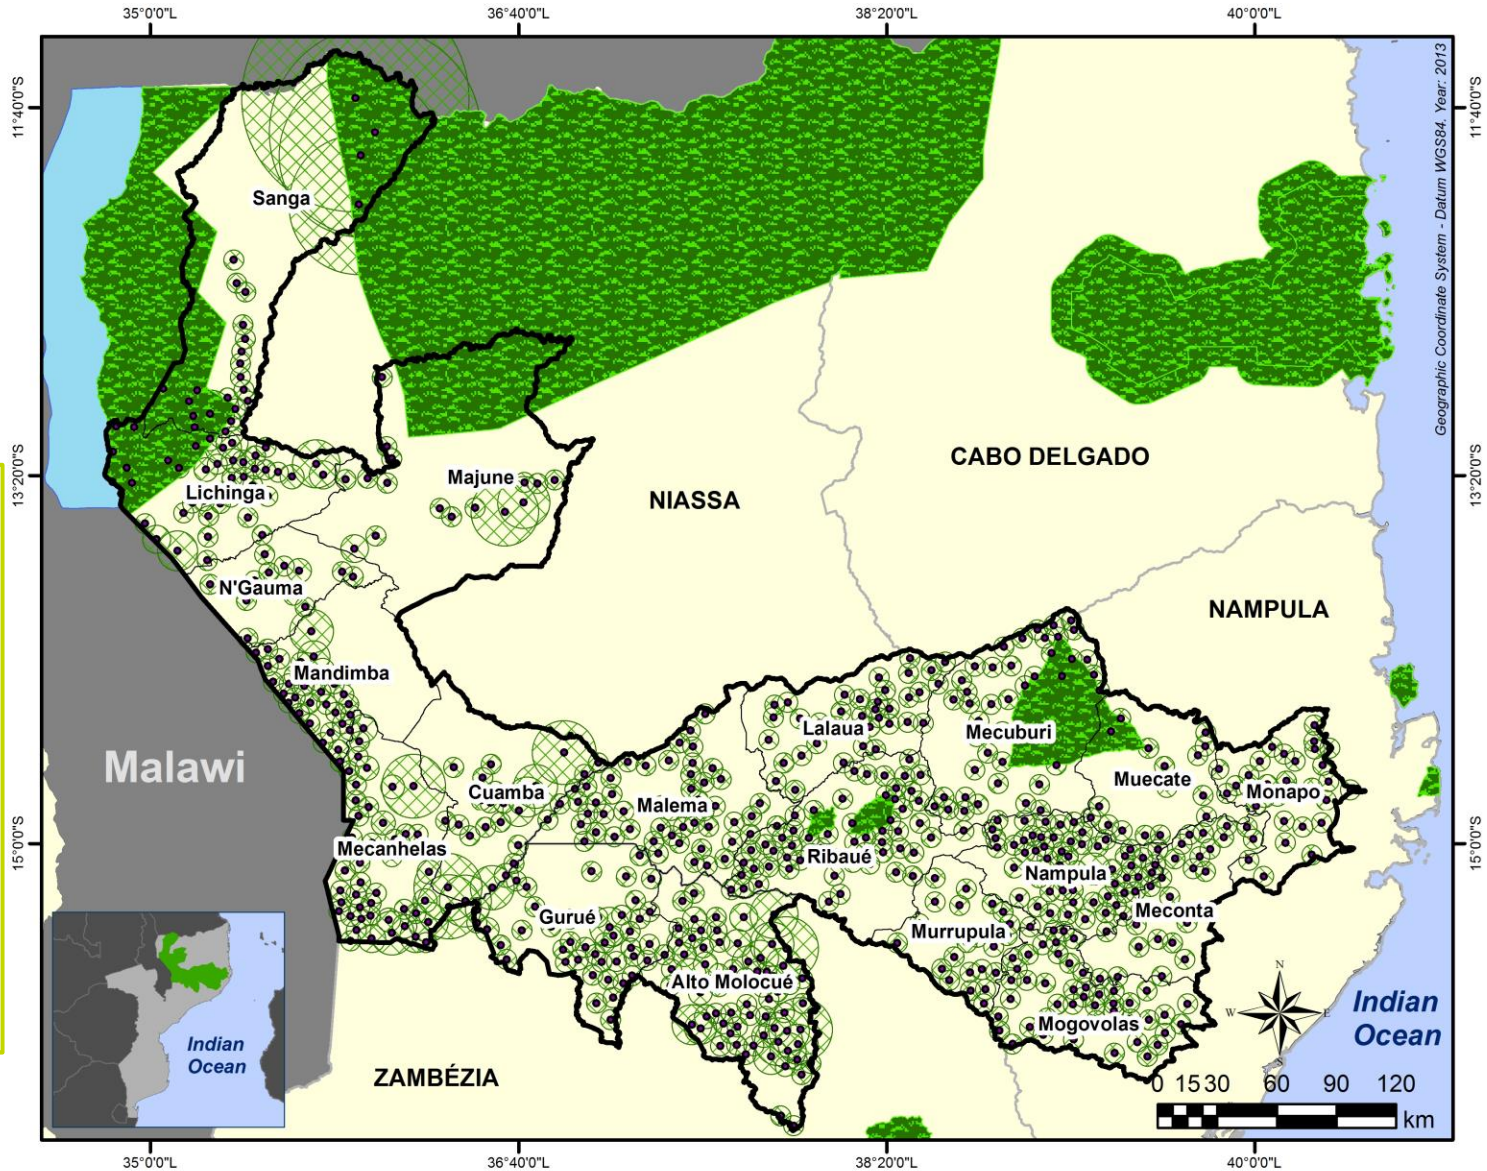 35°0'0"L 36°40'0"L 38°20'0"L 40°0'0"L
11°40'0"S
11°40'0"S
Geographic Coordinate System - Datum WGS84. Year: 2013
Sanga
CABO DELGADO
13°20'0"S
13°20'0"S
Majune
Lichinga
NIASSA
N'Gauma
NAMPULA
Mandimba
Lalaua
Mecuburi
Malawi
Muecate
Cuamba
Monapo
Malema
15°0'0"S
15°0'0"S
Mecanhelas
Ribaué
Nampula
Meconta
Gurué
Murrupula
Alto Molocué
N
W
E
S
Indian
Ocean
Mogovolas
Indian
Ocean
ZAMBÉZIA
0 15 30 60 90 120
km
35°0'0"L 36°40'0"L 38°20'0"L 40°0'0"L